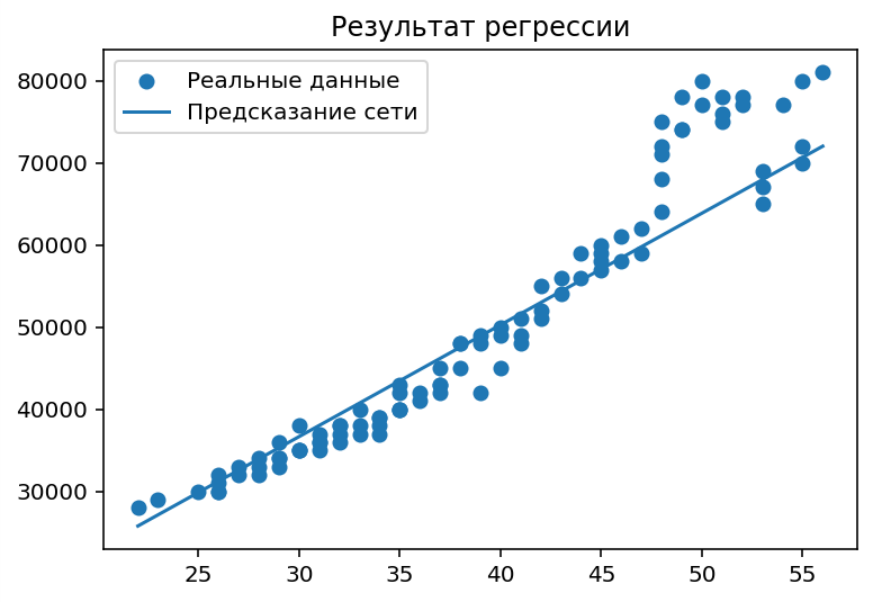 Результат регрессии
Реальные данные
Предсказание сети
80000
70000
60000
50000
40000
30000
25 30 35 40 45 50 55